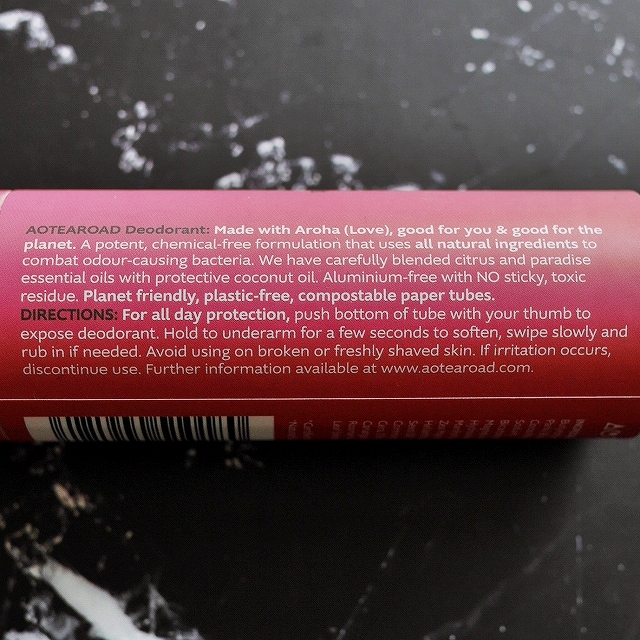 AOTEAROAD Deodorant: Made with Aroha (Love), good for you & good for the
planet. A potent, chemical-free formulation that uses all natural ingredients to
combat odour-causing bacteria. We have carefully blended citrus and paradise
essential oils with protective coconut oil. Aluminium-free with NO sticky, toxic
residue. Planet friendly, plastic-free, compostable paper tubes.
DIRECTIONS: For all day protection, push bottom of tube with your thumb to
expose deodorant. Hold to underarm for a few seconds to soften, swipe slowly and
rub in if needed. Avoid using on broken or freshly shaved skin. If irritation occurs,
discontinue use. Further information available at www.aotearoad.com.